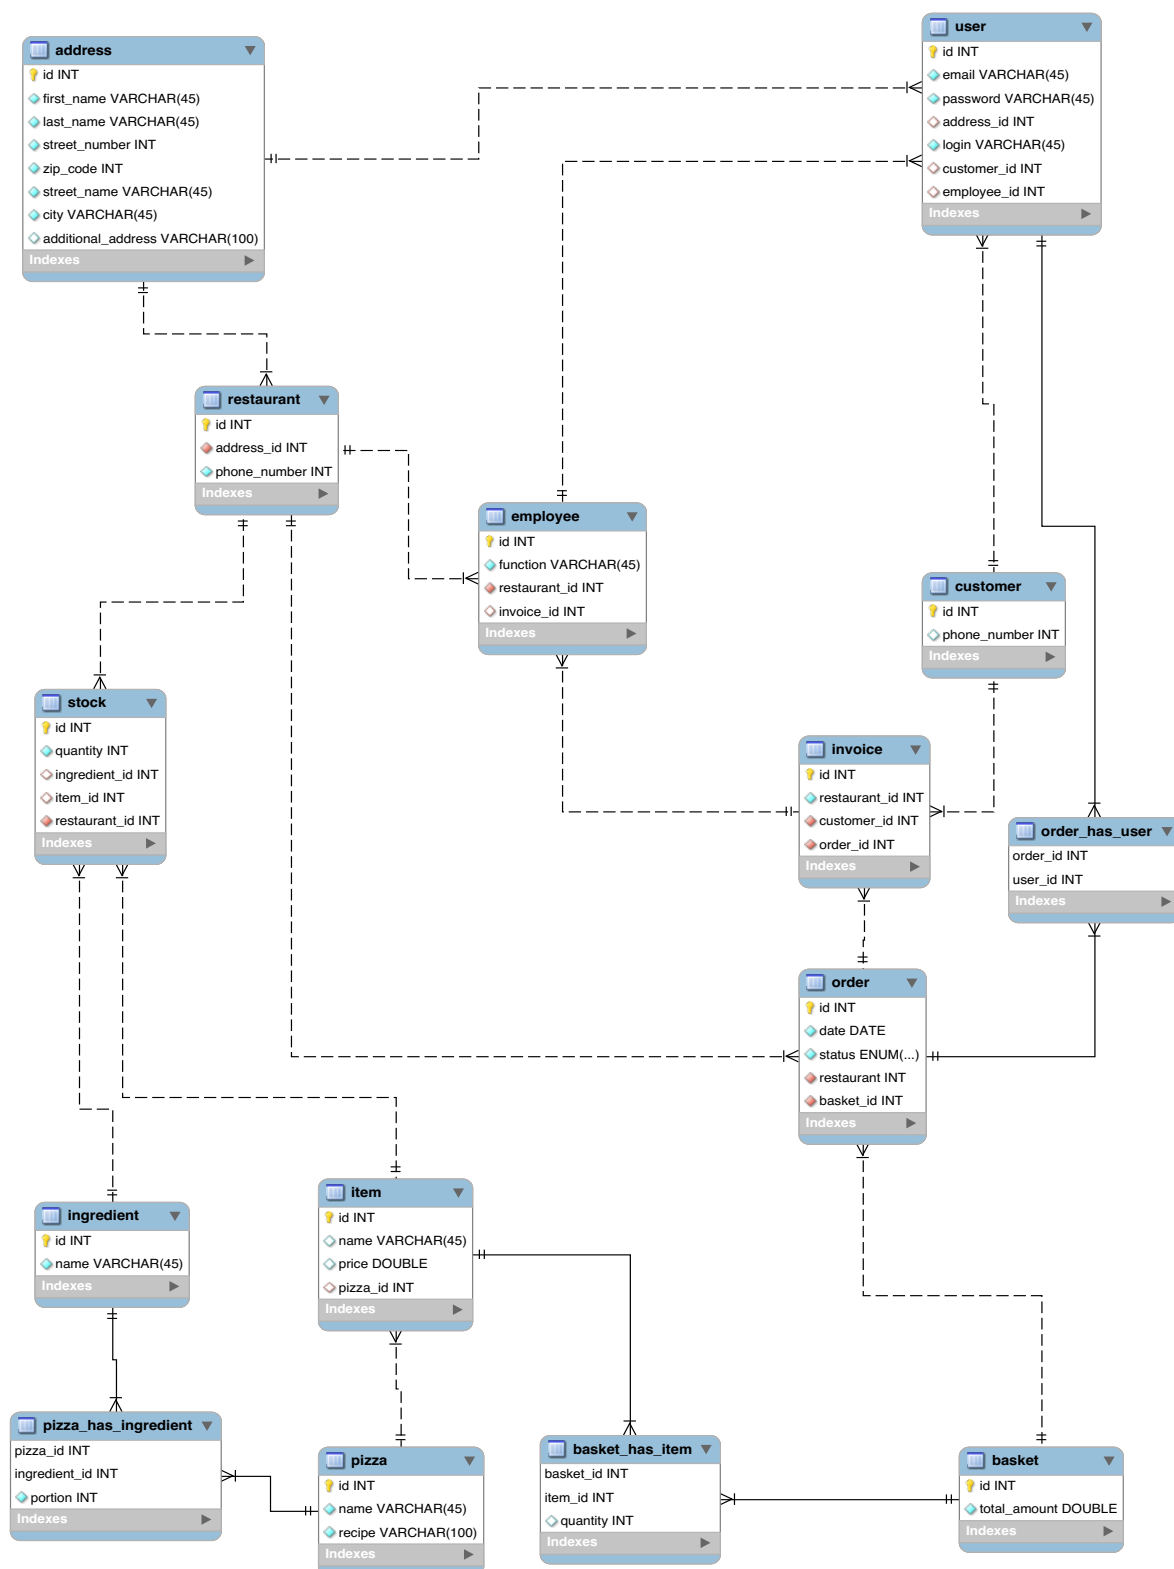 address
id INT
first_name VARCHAR(45)
last_name VARCHAR(45)
street_number INT
zip_code INT
street_name VARCHAR(45)
city VARCHAR(45)
additional_address VARCHAR(100)
Indexes
user
id INT
email VARCHAR(45)
password VARCHAR(45)
address_id INT
login VARCHAR(45)
customer_id INT
employee_id INT
Indexes
restaurant
id INT
address_id INT
phone_number INT
Indexes
employee
id INT
function VARCHAR(45)
restaurant_id INT
invoice_id INT
Indexes
customer
id INT
phone_number INT
Indexes
stock
id INT
quantity INT
ingredient_id INT
item_id INT
restaurant_id INT
Indexes
invoice
id INT
restaurant_id INT
customer_id INT
order_id INT
Indexes
order_has_user
order_id INT
user_id INT
Indexes
order
id INT
date DATE
status ENUM(...)
restaurant INT
basket_id INT
Indexes
ingredient
id INT
name VARCHAR(45)
Indexes
item
id INT
name VARCHAR(45)
price DOUBLE
pizza_id INT
Indexes
pizza_has_ingredient
pizza_id INT
ingredient_id INT
portion INT
Indexes
pizza
id INT
name VARCHAR(45)
recipe VARCHAR(100)
Indexes
basket_has_item
basket_id INT
item_id INT
quantity INT
Indexes
basket
id INT
total_amount DOUBLE
Indexes